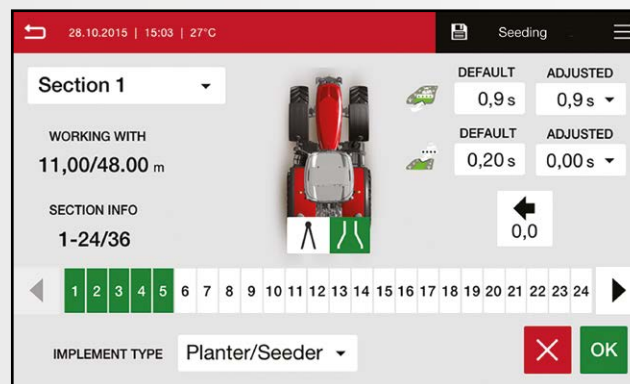 28.10.2015 | 15:03 | 27°C
Seeding
Section 1
DEFAULT ADJUSTED
0,9 s 0,9 s
WORKING WITH
DEFAULT ADJUSTED
11,00/48.00 m
0,20 s 0,00 s
SECTION INFO
1-24/36
0,0
1 2 3 4 5 6 7 8 9 10 11 12 13 14 15 16 17 18 19 20 21 22 23 24
IMPLEMENT TYPE Planter/Seeder
OK